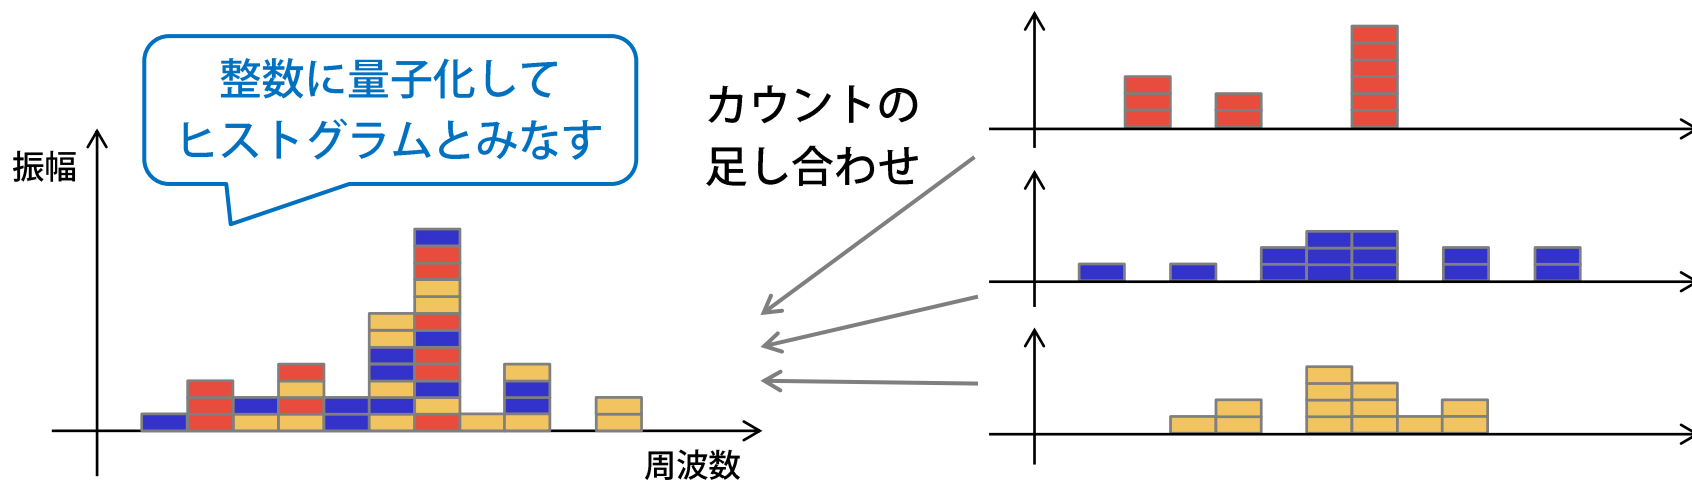 整数に量子化して
ヒストグラムとみなす
振幅
周波数
カウントの
足し合わせ